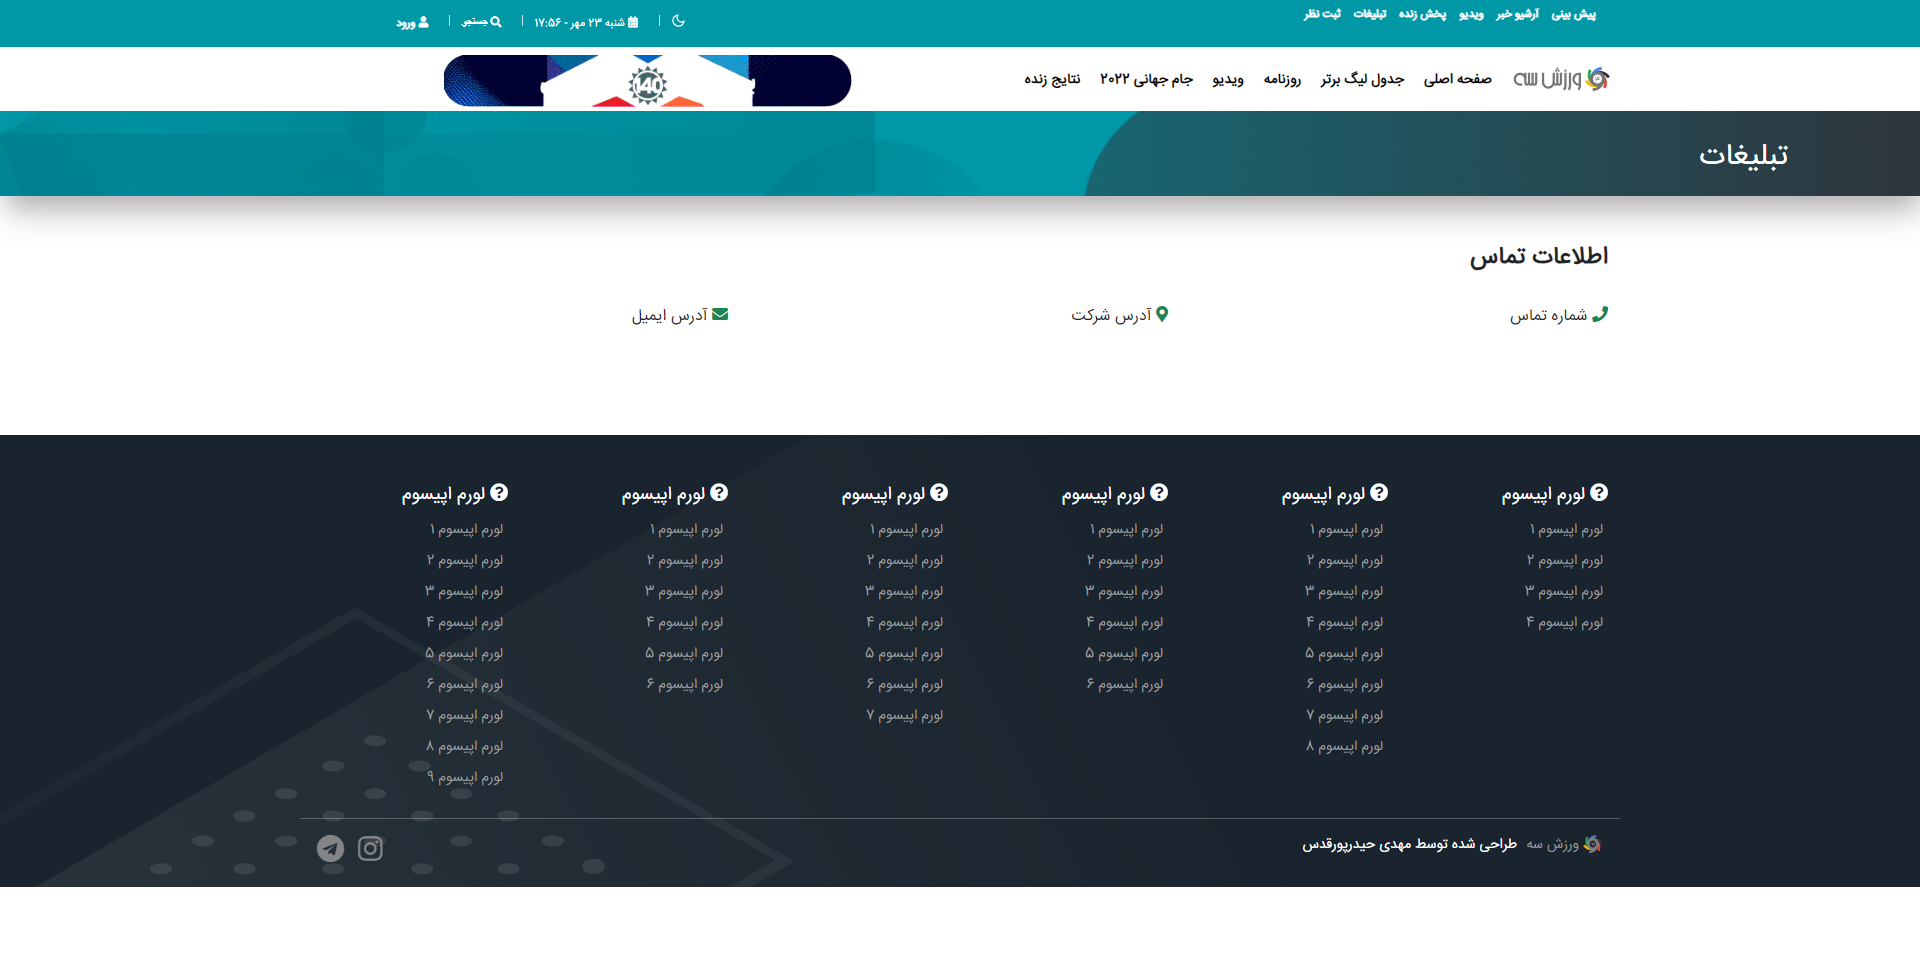 پیش بینی آرشیو خبر ویدیو پخش زنده تبلیغات ثبت نظر
شنبه ۲۳ مهر - ۱۷:۵۶ جستجو ورود
ورزش سه صفحه اصلی جدول لیگ برتر روزنامه ویدیو جام جهانی ۲۰۲۲ نتایج زنده
140
تبلیغات
اطلاعات تماس
شماره تماس آدرس شرکت آدرس ایمیل
لورم اپیسوم لورم اپیسوم لورم اپیسوم لورم اپیسوم لورم اپیسوم لورم اپیسوم
لورم اپیسوم ۱ لورم اپیسوم ۱ لورم اپیسوم ۱ لورم اپیسوم ۱ لورم اپیسوم ۱ لورم اپیسوم ۱
لورم اپیسوم ۲ لورم اپیسوم ۲ لورم اپیسوم ۲ لورم اپیسوم ۲ لورم اپیسوم ۲ لورم اپیسوم ۲
لورم اپیسوم ۳ لورم اپیسوم ۳ لورم اپیسوم ۳ لورم اپیسوم ۳ لورم اپیسوم ۳ لورم اپیسوم ۳
لورم اپیسوم ۴ لورم اپیسوم ۴ لورم اپیسوم ۴ لورم اپیسوم ۴ لورم اپیسوم ۴ لورم اپیسوم ۴
لورم اپیسوم ۵ لورم اپیسوم ۵ لورم اپیسوم ۵ لورم اپیسوم ۵ لورم اپیسوم ۵
لورم اپیسوم ۶ لورم اپیسوم ۶ لورم اپیسوم ۶ لورم اپیسوم ۶ لورم اپیسوم ۶
لورم اپیسوم ۷ لورم اپیسوم ۷ لورم اپیسوم ۷
لورم اپیسوم ۸ لورم اپیسوم ۸
لورم اپیسوم ۹
ورزش سه طراحی شده توسط مهدی حیدرپورقدس